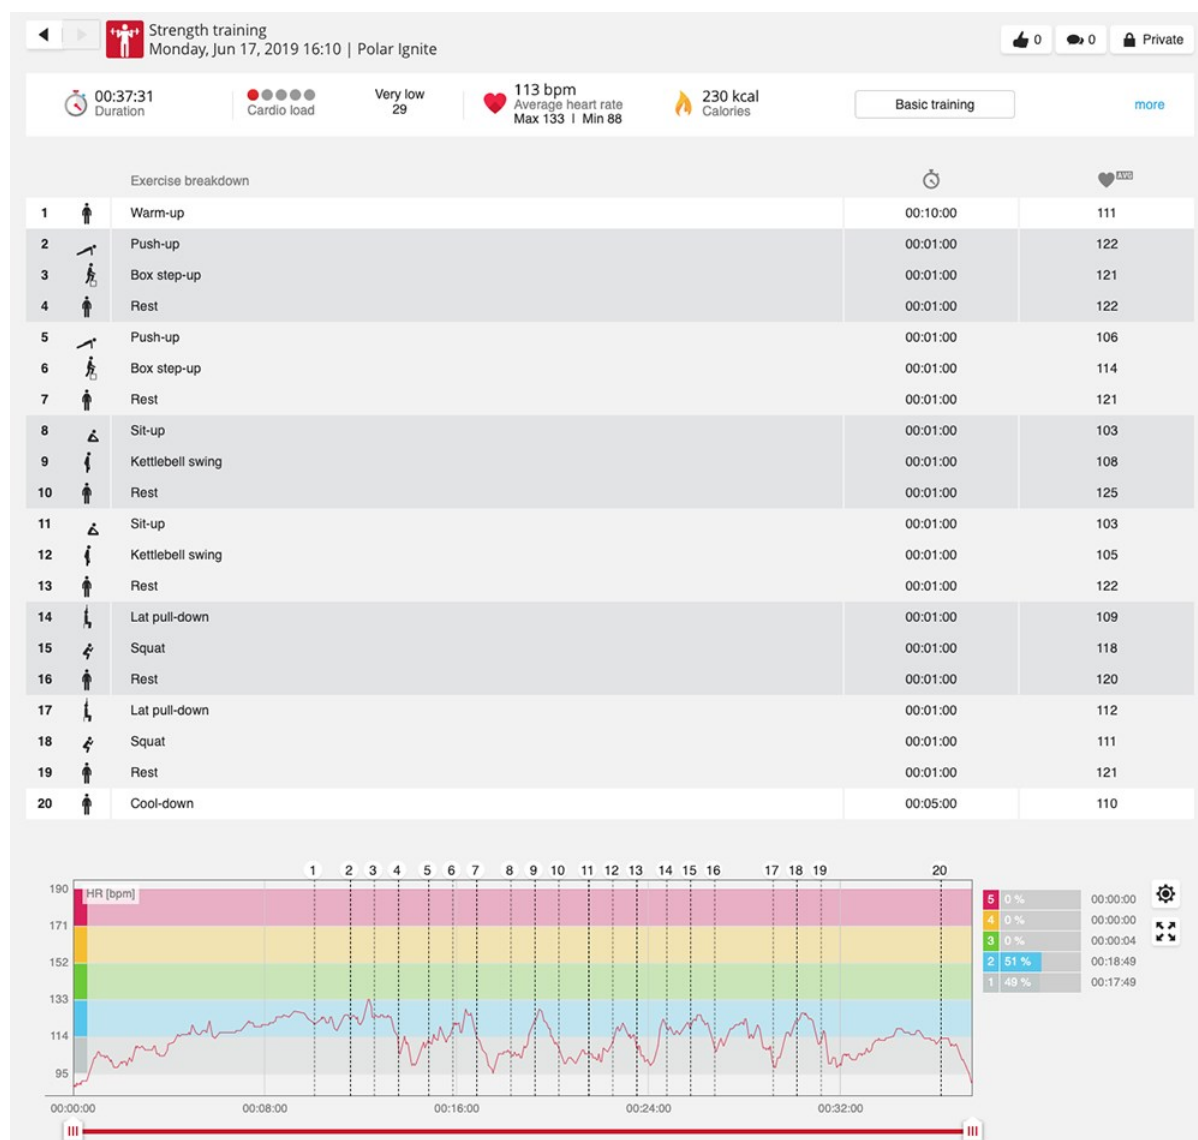 Strength training
Monday, Jun 17, 2019 16:10 | Polar Ignite
0 0 Private
00:37:31
Duration
Cardio load
Very low
29
113 bpm
Average heart rate
Max 133 | Min 88
230 kcal
Calories
Basic training
more
Exercise breakdown AVG
1 Warm-up 00:10:00 111
2 Push-up 00:01:00 122
3 Box step-up 00:01:00 121
4 Rest 00:01:00 122
5 Push-up 00:01:00 106
6 Box step-up 00:01:00 114
7 Rest 00:01:00 121
8 Sit-up 00:01:00 103
9 Kettlebell swing 00:01:00 108
10 Rest 00:01:00 125
11 Sit-up 00:01:00 103
12 Kettlebell swing 00:01:00 105
13 Rest 00:01:00 122
14 Lat pull-down 00:01:00 109
15 Squat 00:01:00 118
16 Rest 00:01:00 120
17 Lat pull-down 00:01:00 112
18 Squat 00:01:00 111
19 Rest 00:01:00 121
20 Cool-down 00:05:00 110
1 2 3 4 5 6 7 8 9 10 11 12 13 14 15 16 17 18 19 20
HR [bpm]
190
171
152
133
114
95
00:00:00 00:08:00 00:16:00 00:24:00 00:32:00
5 0 % 00:00:00
4 0 % 00:00:00
3 0 % 00:00:04
2 51 % 00:18:49
1 49 % 00:17:49